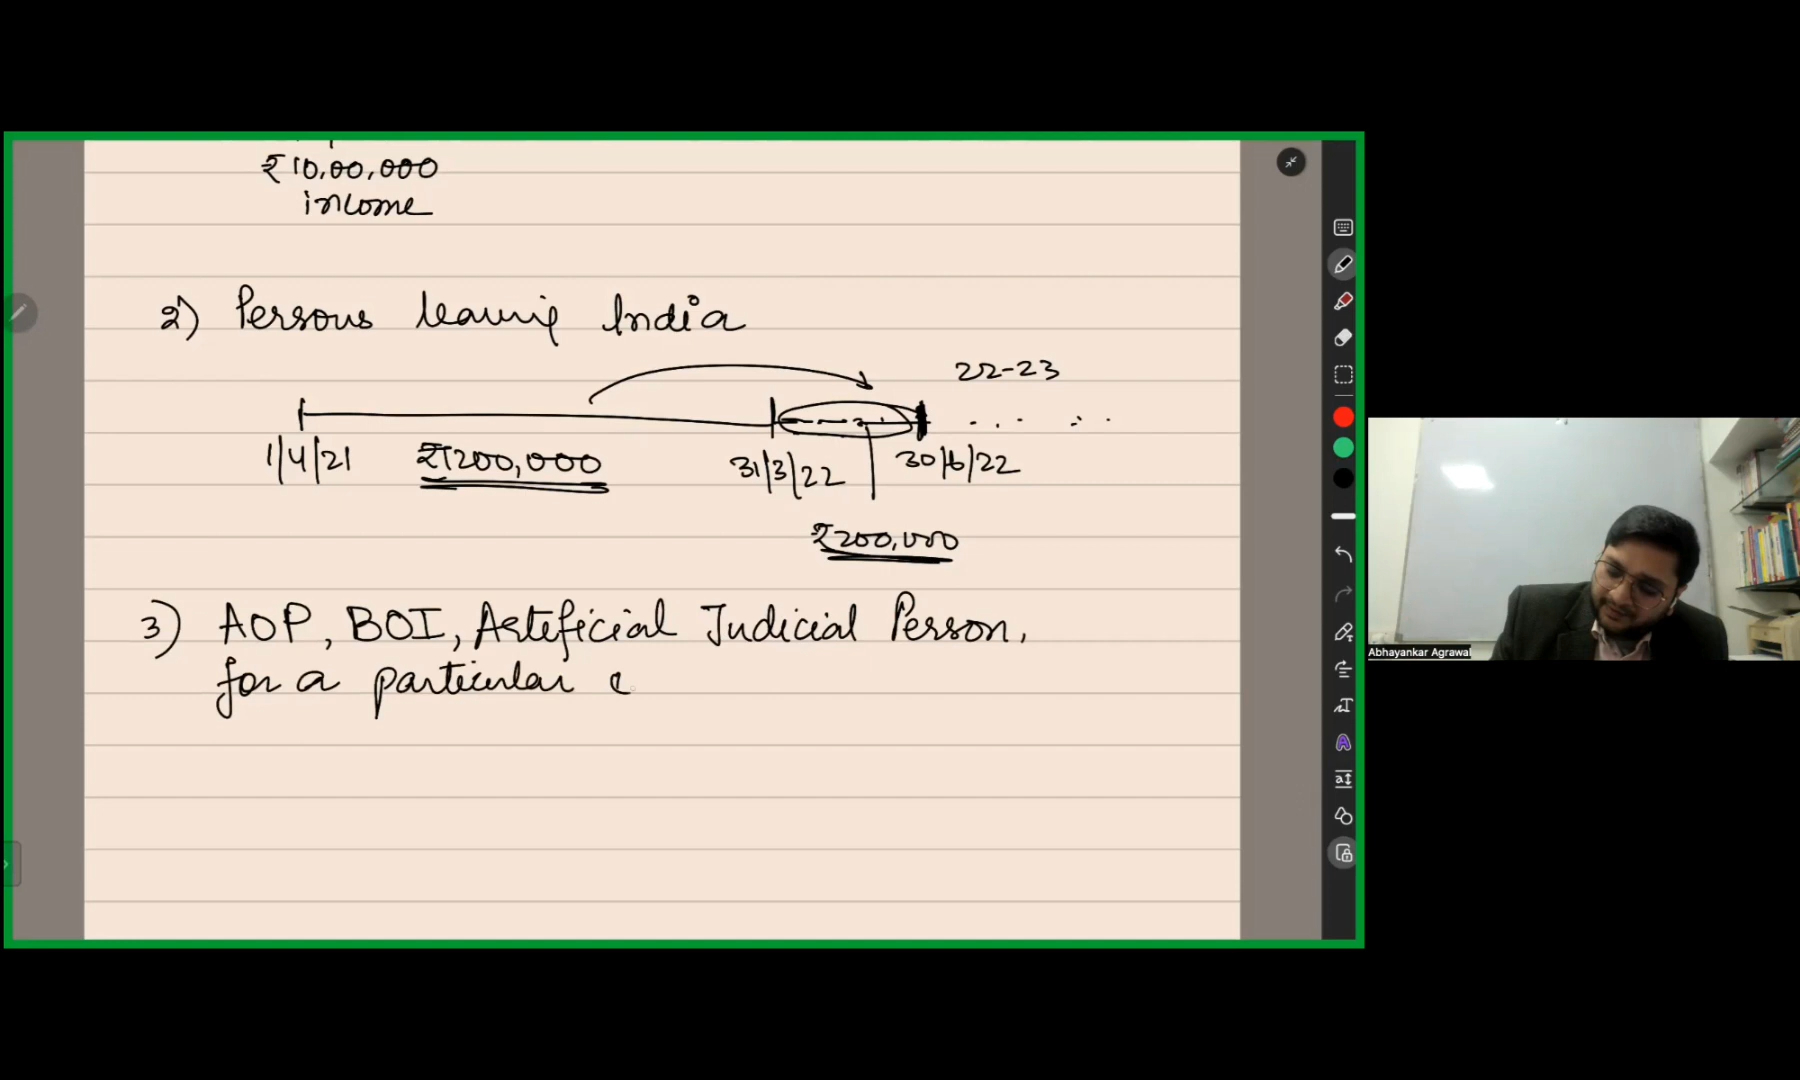 ₹10,00,000
income
2) Persons leaving India
22-23
1/4/21 ₹1200,000 31/3/22 30/6/22
₹200,000
3) AOP, BOI, Arteficial Judicial Person,
for a particular
Abhayankar Agrawal